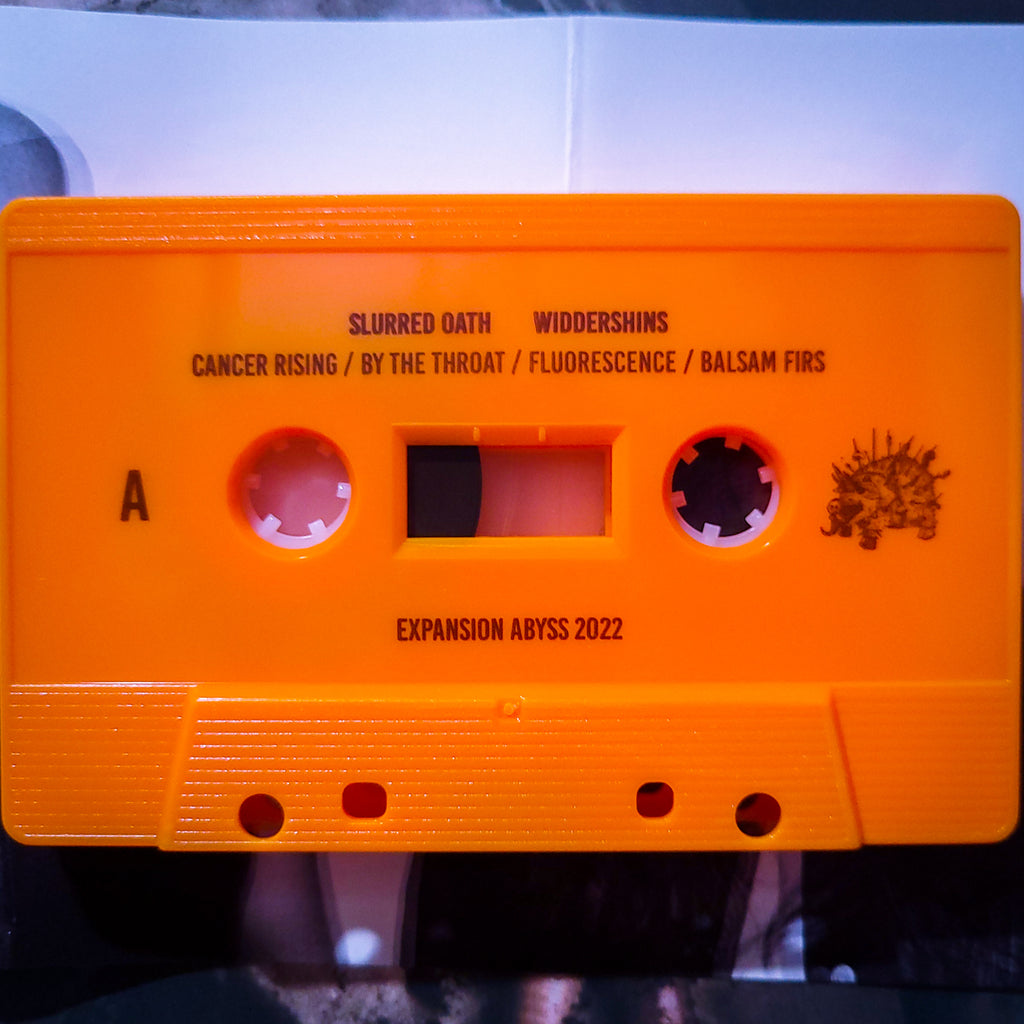 SLURRED OATH WIDDERSHINS
CANCER RISING / BY THE THROAT / FLUORESCENCE / BALSAM FIRS
A
EXPANSION ABYSS 2022